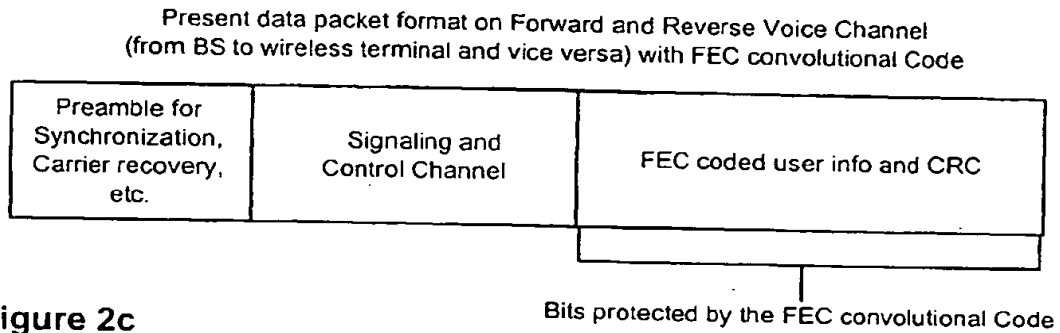 Present data packet format on Forward and Reverse Voice Channel
(from BS to wireless terminal and vice versa) with FEC convolutional Code
Preamble for
Synchronization,
Carrier recovery,
etc.
Signaling and
Control Channel
FEC coded user info and CRC
Bits protected by the FEC convolutional Code
igure 2c